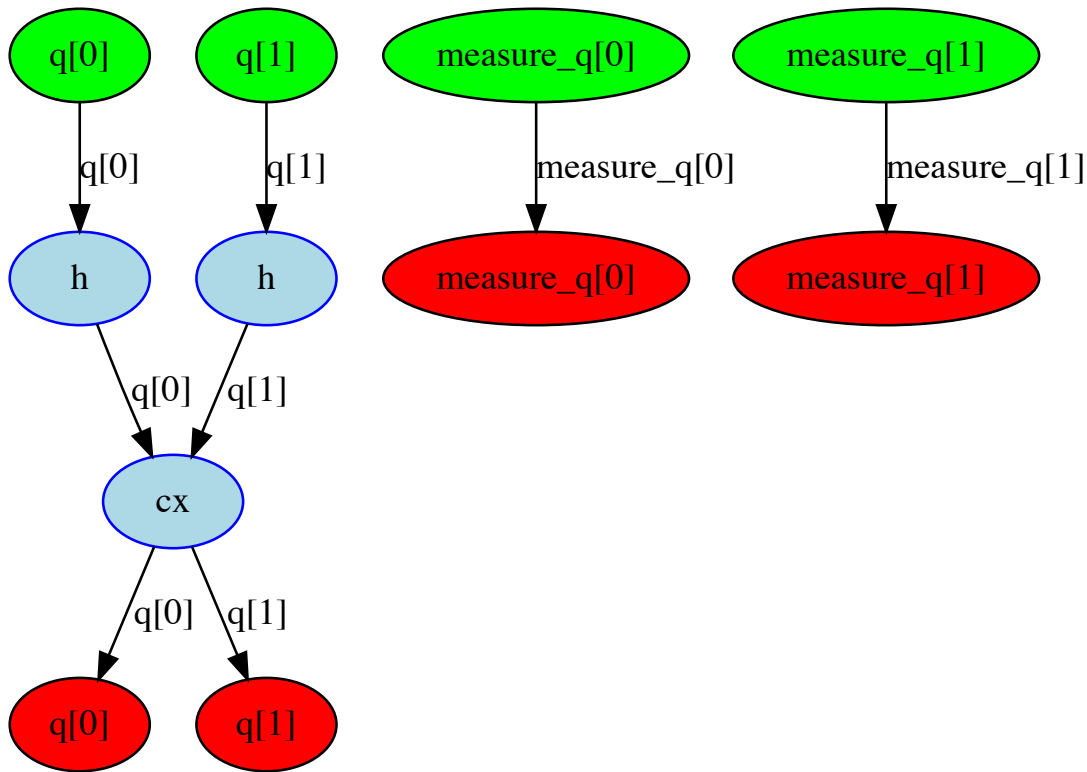 q[0] q[1] measure_q[0] measure_q[1]
q[0] q[1] measure_q[0] measure_q[1]
h h measure_q[0] measure_q[1]
q[0] q[1]
cx
q[0] q[1]
q[0] q[1]